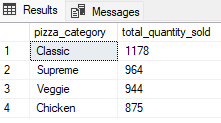 Results Messages
pizza_category total_quantity_sold
1 Classic 1178
2 Supreme 964
3 Veggie 944
4 Chicken 875